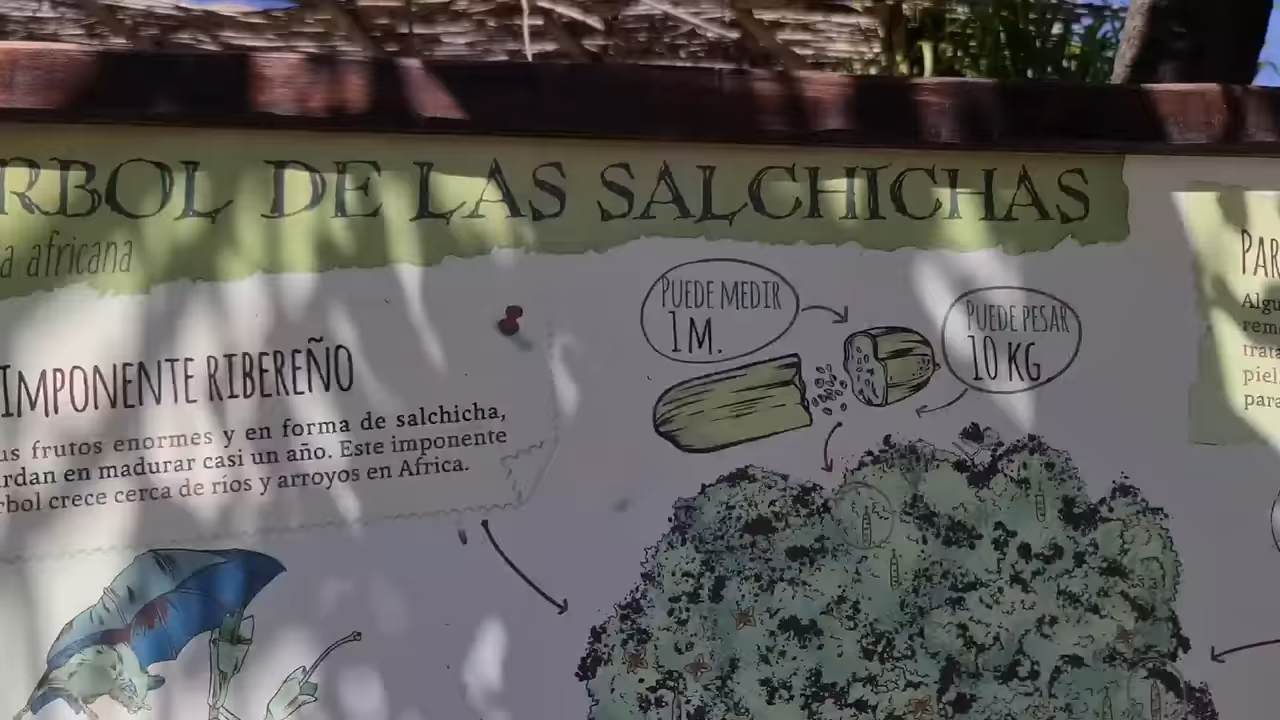 RBOL DE LAS SALCHICHAS
a africana
IMPONENTE RIBEREÑO
us frutos enormes y en forma de salchicha,
rdan en madurar casi un año. Este imponente
rbol crece cerca de ríos y arroyos en Africa.
PUEDE MEDIR
1M.
PUEDE PESAR
10 KG
PAR
Algu
rem
trata
piel
para